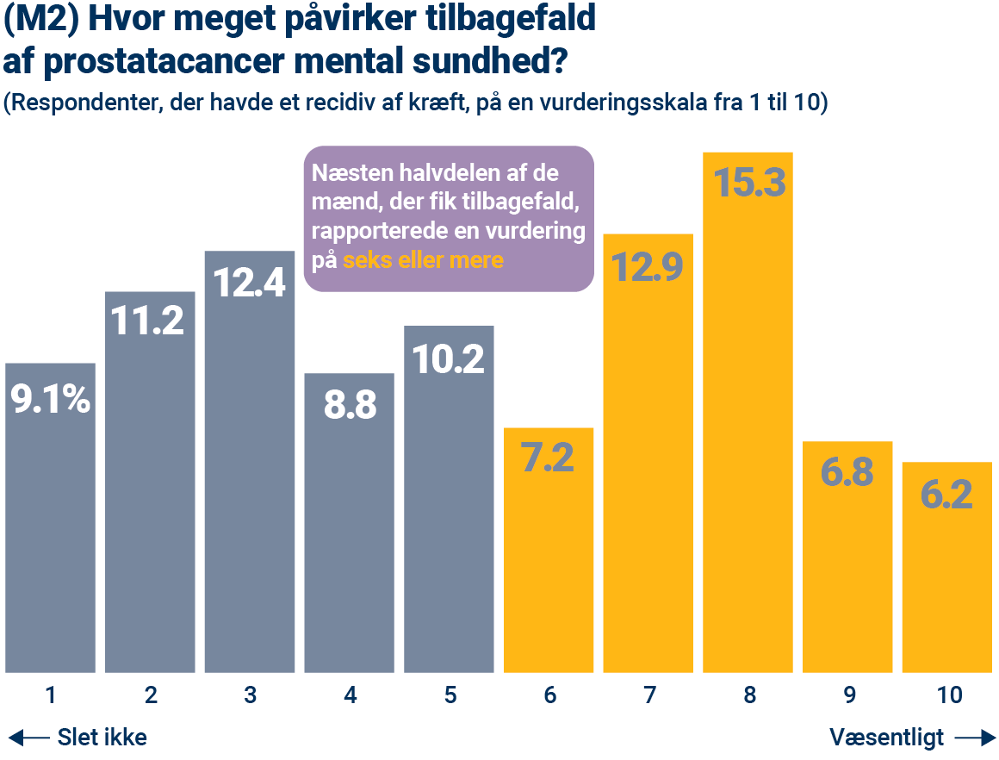 (M2) Hvor meget påvirker tilbagefald
af prostatacancer mental sundhed?
(Respondenter, der havde et recidiv af kræft, på en vurderingsskala fra 1 til 10)
Næsten halvdelen af de
mænd, der fik tilbagefald,
rapporterede en vurdering
på seks eller mere
9.1%
11.2
12.4
8.8
10.2
7.2
12.9
15.3
6.8
6.2
1 2 3 4 5 6 7 8 9 10
Slet ikke
Væsentligt